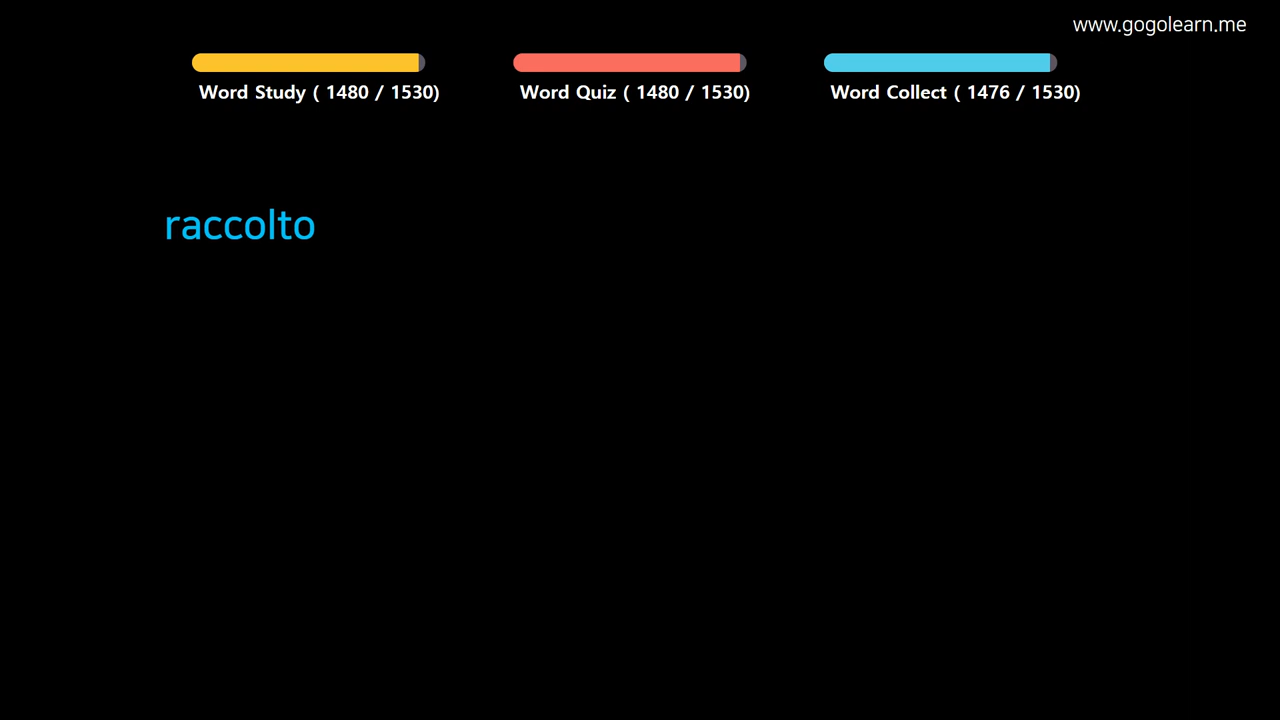 www.gogolearn.me
Word Study ( 1480 / 1530)
Word Quiz ( 1480 / 1530)
Word Collect ( 1476 / 1530)
raccolto